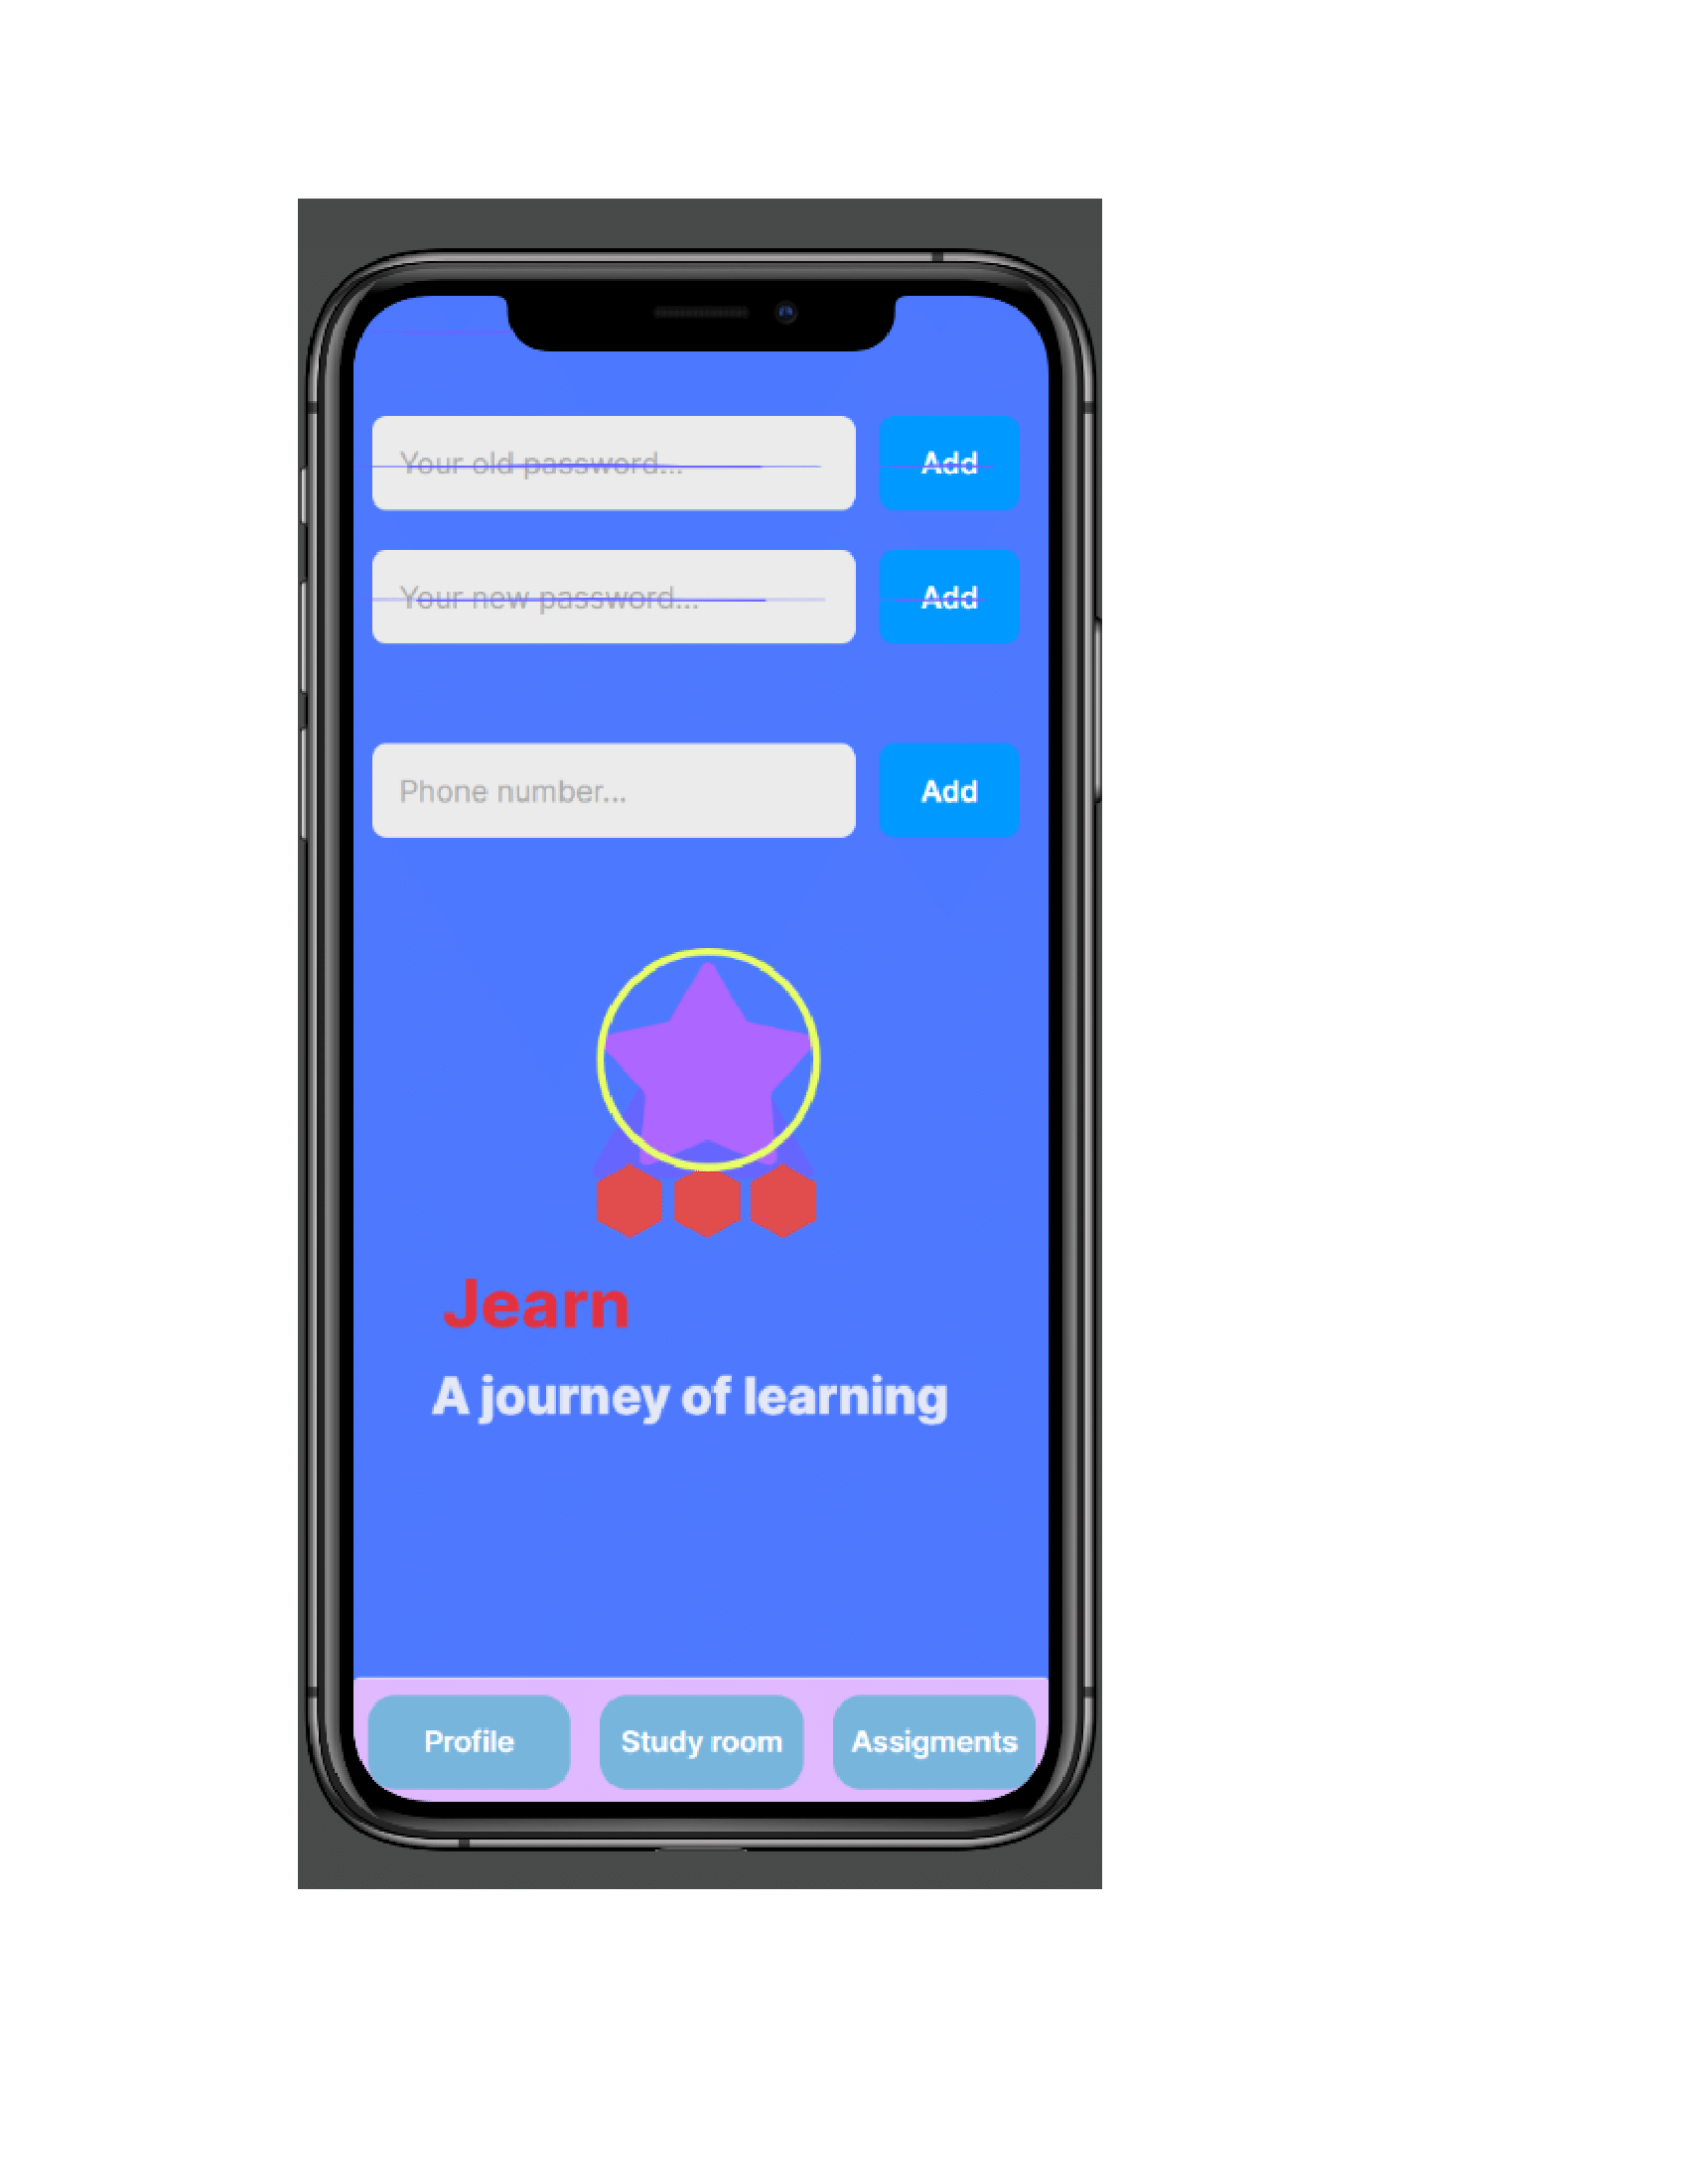 Your old password...
Add
Your new password...
Add
Phone number...
Add
Jearn
A journey of learning
Profile
Study room
Assigments